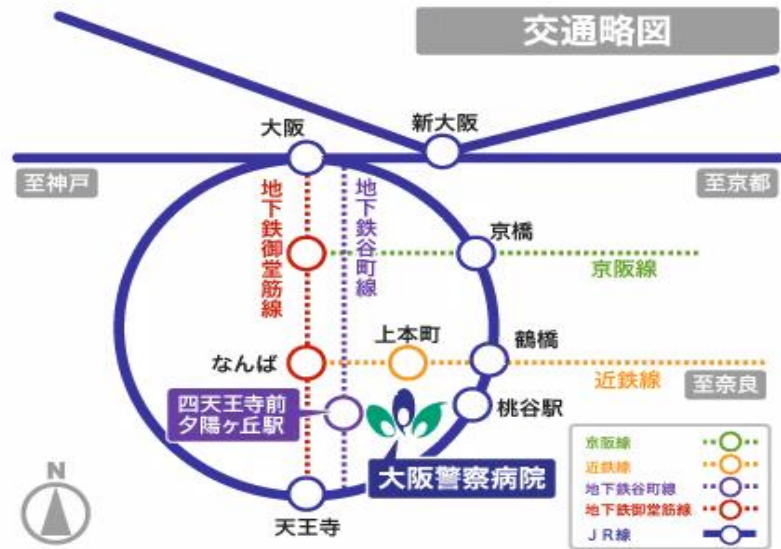 交通略図
大阪
新大阪
至神戸
至京都
地下鉄御堂筋線
地下鉄谷町線
京橋
京阪線
上本町
鶴橋
なんば
近鉄線
至奈良
四天王寺前
夕陽ヶ丘駅
桃谷駅
大阪警察病院
天王寺
N
京阪線
近鉄線
地下鉄谷町線
地下鉄御堂筋線
JR線